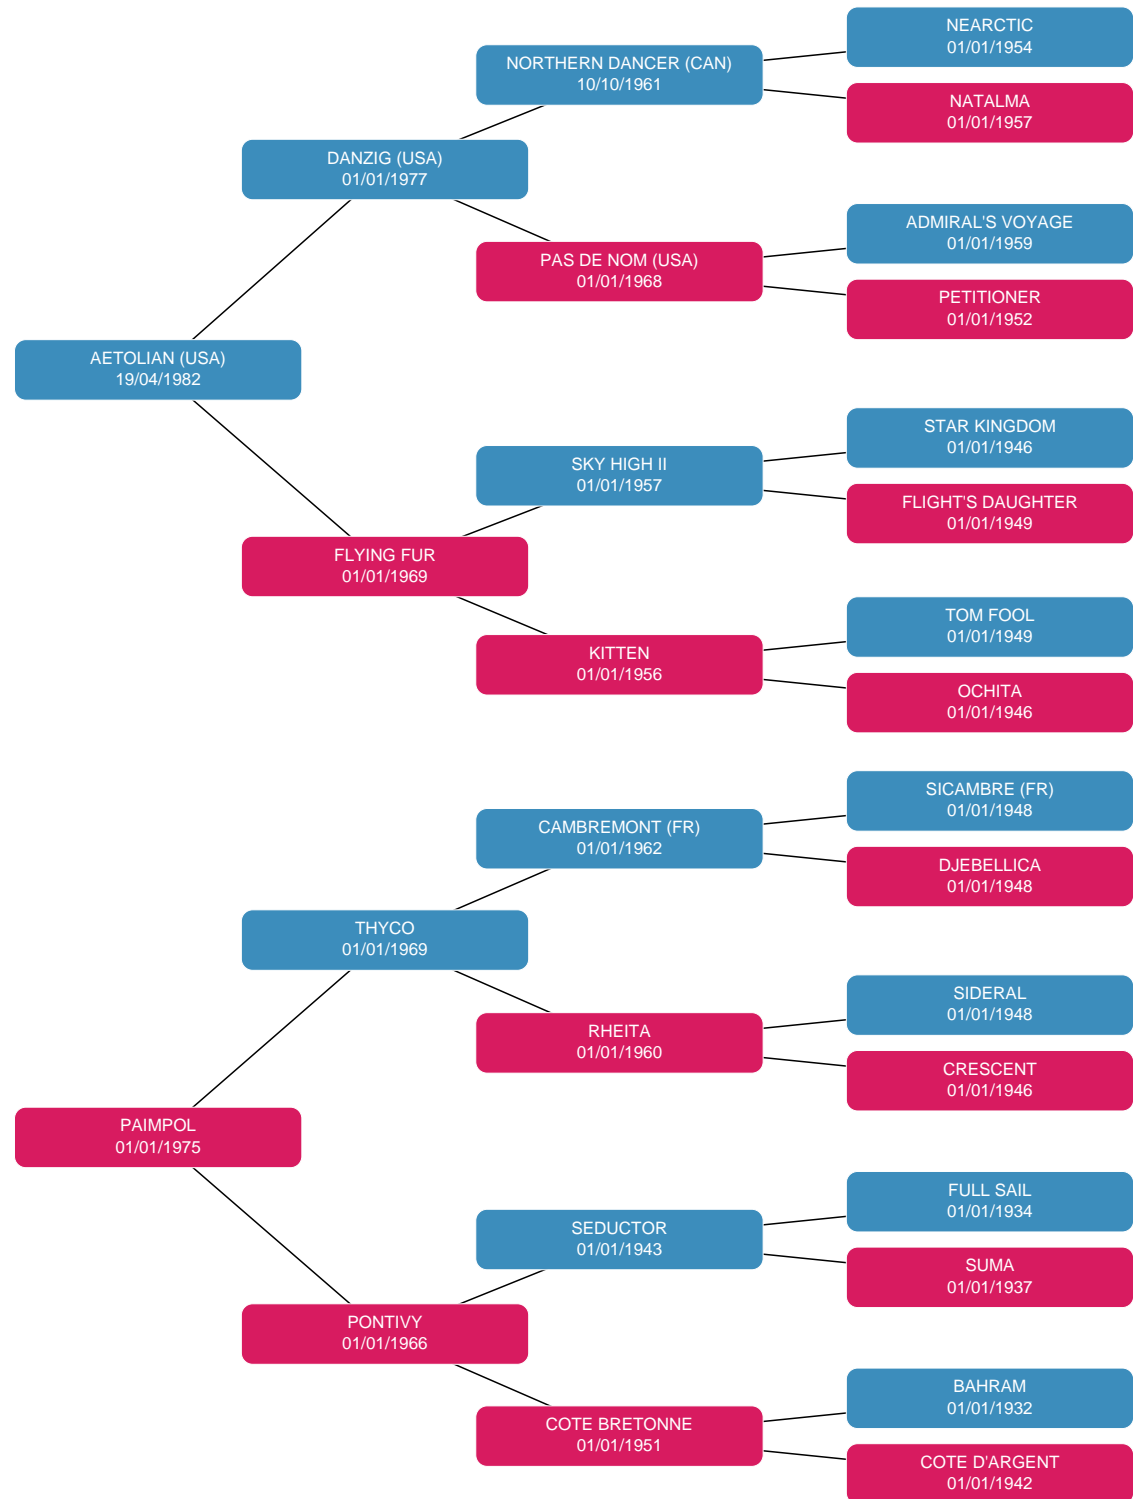 NEARCTIC
01/01/1954
NORTHERN DANCER (CAN)
10/10/1961
NATALMA
01/01/1957
DANZIG (USA)
01/01/1977
ADMIRAL'S VOYAGE
01/01/1959
PAS DE NOM (USA)
01/01/1968
PETITIONER
01/01/1952
AETOLIAN (USA)
19/04/1982
STAR KINGDOM
01/01/1946
SKY HIGH II
01/01/1957
FLIGHT'S DAUGHTER
01/01/1949
FLYING FUR
01/01/1969
TOM FOOL
01/01/1949
KITTEN
01/01/1956
OCHITA
01/01/1946
SICAMBRE (FR)
01/01/1948
CAMBREMONT (FR)
01/01/1962
DJEBELLICA
01/01/1948
THYCO
01/01/1969
SIDERAL
01/01/1948
RHEITA
01/01/1960
CRESCENT
01/01/1946
PAIMPOL
01/01/1975
FULL SAIL
01/01/1934
SEDUCTOR
01/01/1943
SUMA
01/01/1937
PONTIVY
01/01/1966
BAHRAM
01/01/1932
COTE BRETONNE
01/01/1951
COTE D'ARGENT
01/01/1942